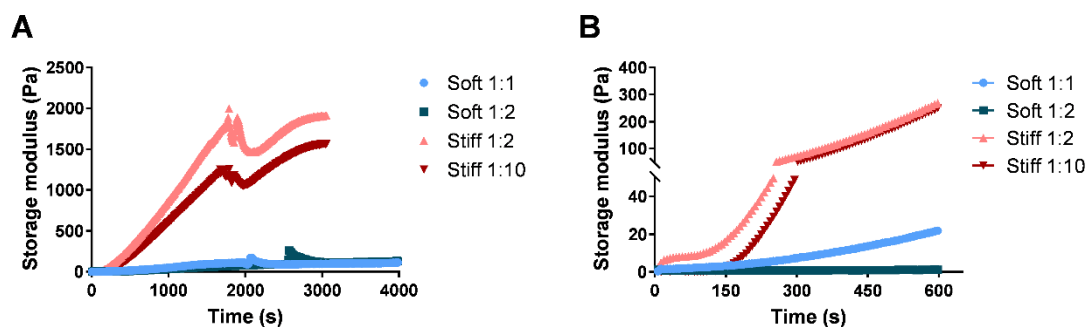 A
Storage modulus (Pa)
2500
2000
1500
1000
500
0
0 1000 2000 3000 4000
Time (s)
Soft 1:1
Soft 1:2
Stiff 1:2
Stiff 1:10
B
Storage modulus (Pa)
400
300
200
100
40
20
0
0 150 300 450 600
Time (s)
Soft 1:1
Soft 1:2
Stiff 1:2
Stiff 1:10